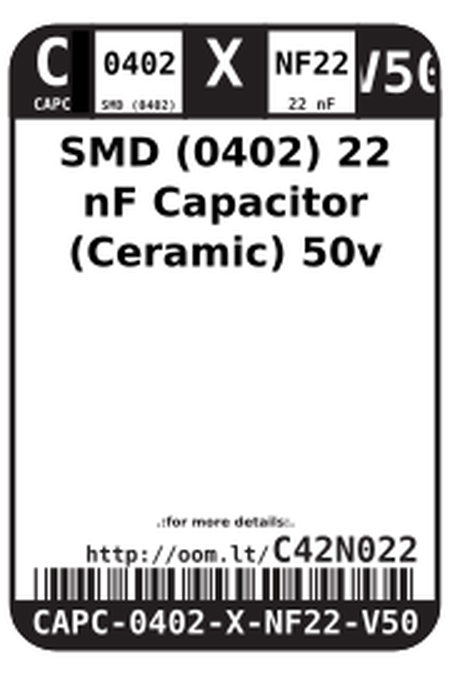 C 0402 X NF22 V50
CAPC SMD (0402) 22 nF
SMD (0402) 22
nF Capacitor
(Ceramic) 50v
.:for more details:.
http://oom.lt/C42N022
CAPC-0402-X-NF22-V50